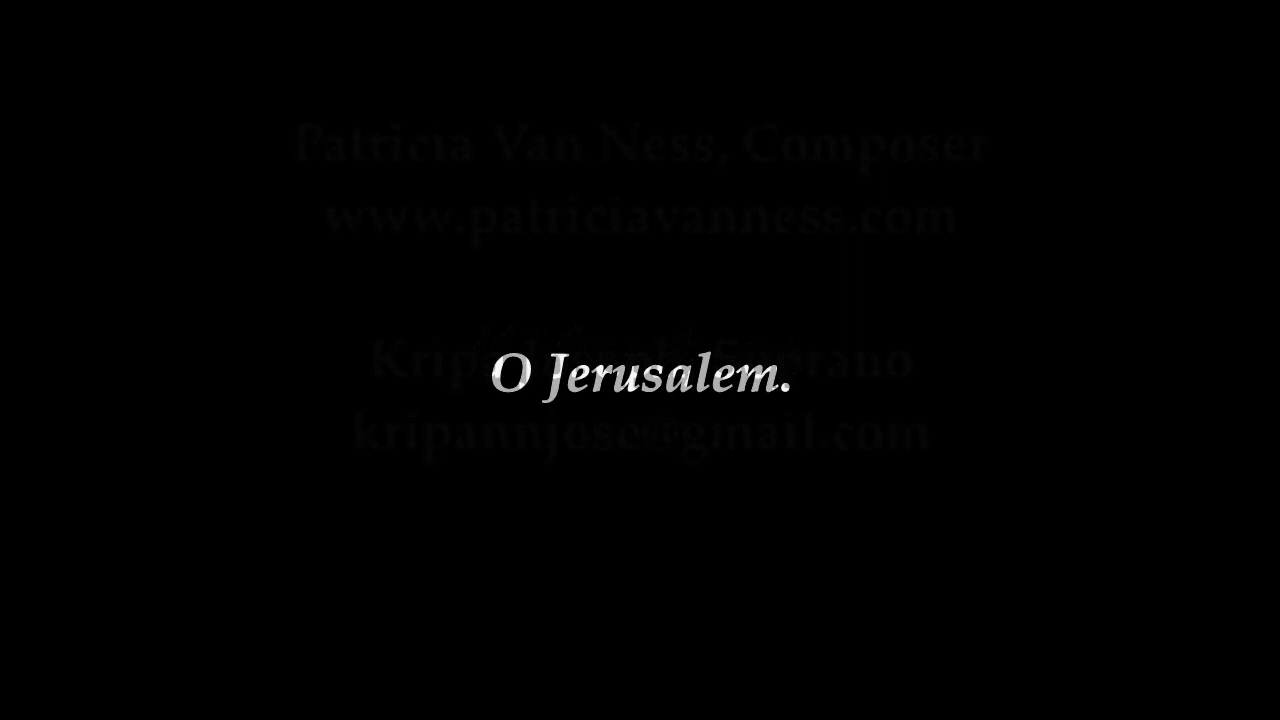 Patricia Van Ness, Composer
www.patriciavanness.com
O Jerusalem.
kripannjose@gmail.com